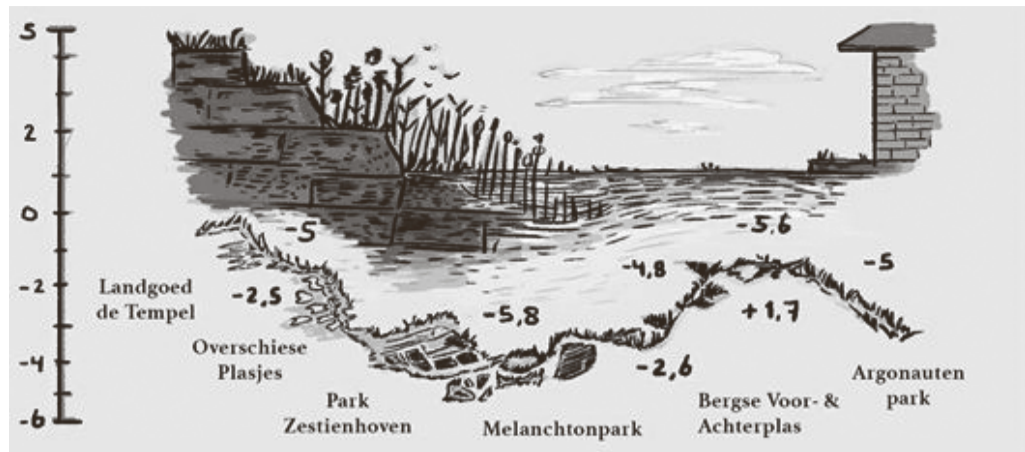 5
2
0
-2
-4
-6
-5
-2,5
-5,8
-4,8
-5,6
-5
+1,7
-2,6
Landgoed
de Tempel
Overschiese
Plasjes
Park
Zestienhoven
Melanchtonpark
Bergse Voor- &
Achterplas
Argonauten
park